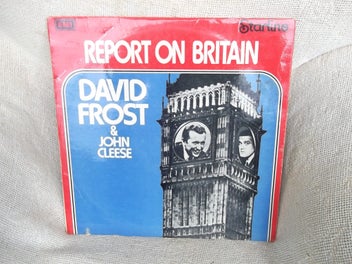 Starline
REPORT ON BRITAIN
DAVID
FROST
&
JOHN
CLEESE